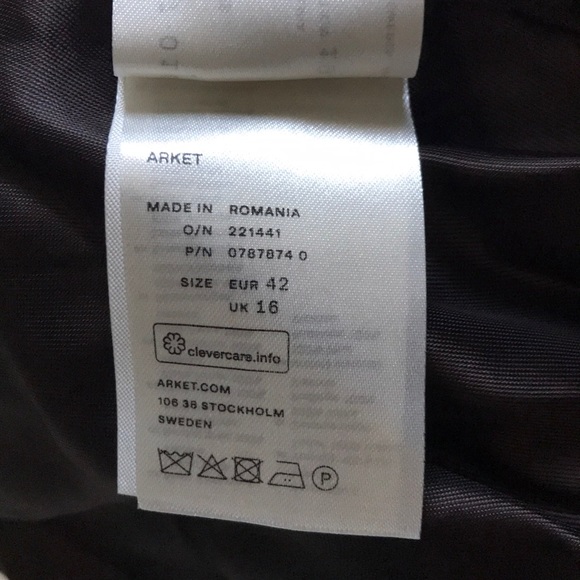 ARKET
MADE IN ROMANIA
O/N 221441
P/N 0787874 0
SIZE EUR 42
UK 16
clevercare.info
ARKET.COM
106 38 STOCKHOLM
SWEDEN
P